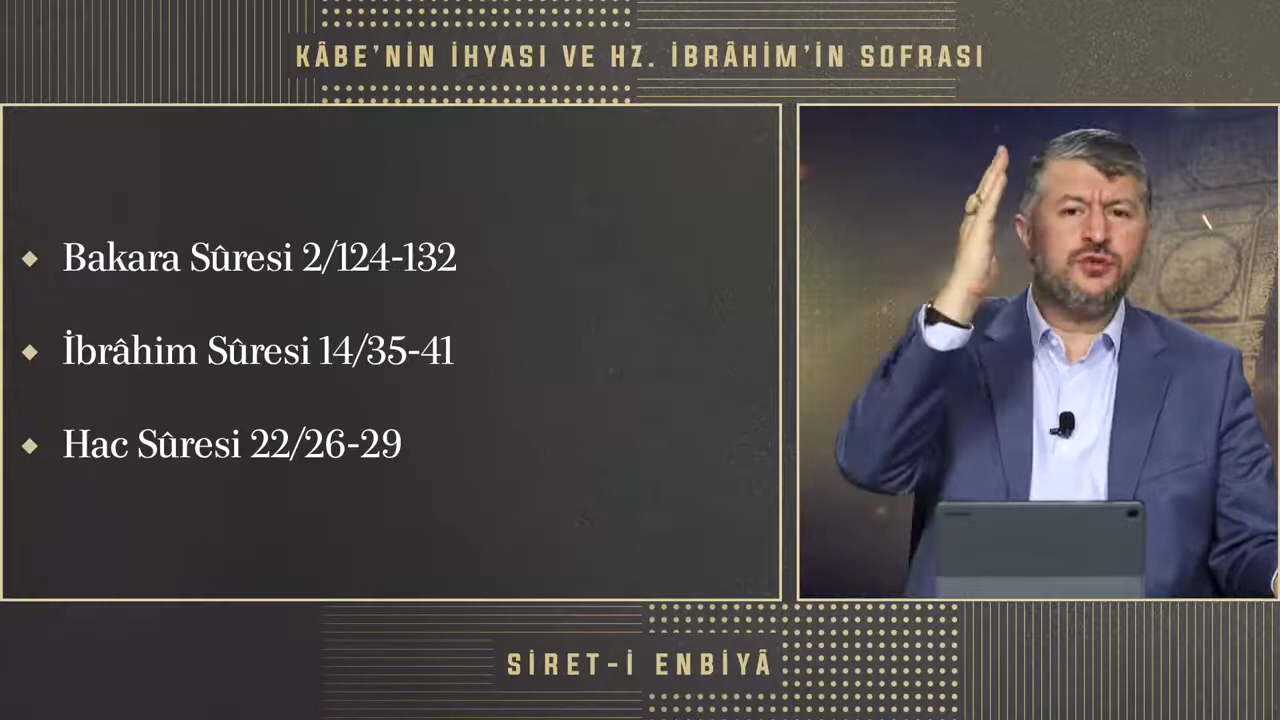 KÂBE'NİN İHYASI VE HZ. İBRÂHİM'İN SOFRASI
Bakara Sûresi 2/124-132
İbrâhim Sûresi 14/35-41
Hac Sûresi 22/26-29
SİRET-İ ENBİYÂ